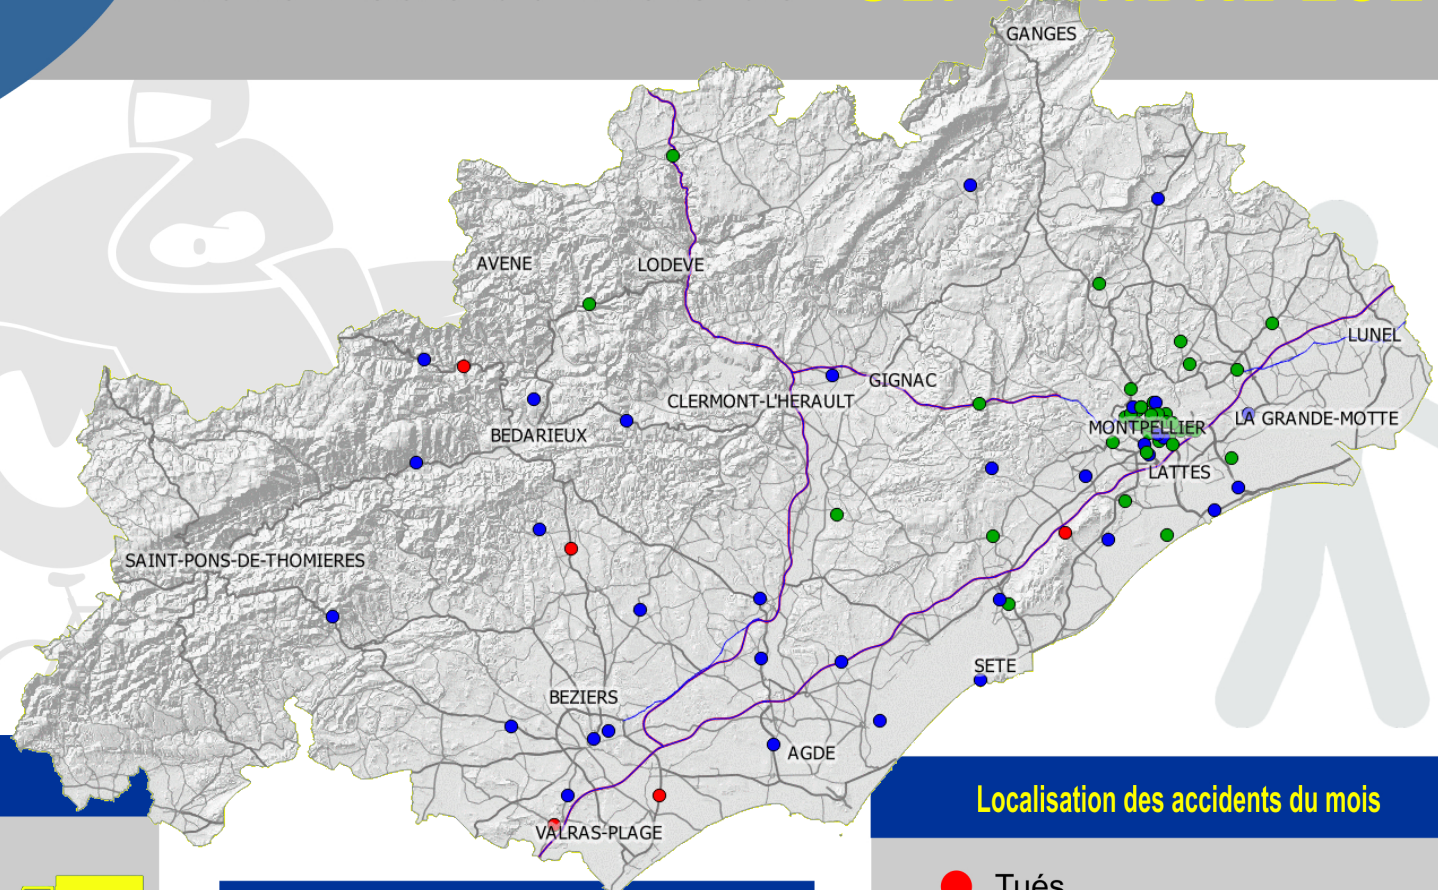 GANGES
AVENE
LODEVE
LUNEL
GIGNAC
CLERMONT-L'HERAULT
LA GRANDE-MOTTE
MONTPELLIER
BEDARIEUX
LATTES
SAINT-PONS-DE-THOMIERES
SETE
BEZIERS
AGDE
Localisation des accidents du mois
VALRAS-PLAGE
Tués